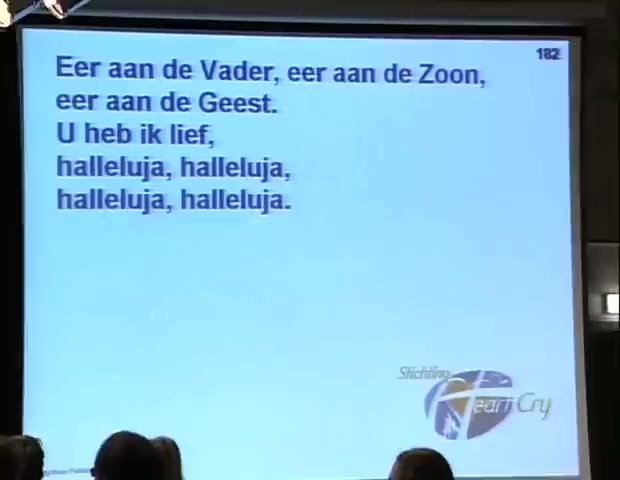 182
Eer aan de Vader, eer aan de Zoon,
eer aan de Geest.
U heb ik lief,
halleluja, halleluja,
halleluja, halleluja.
Stichting
Cry